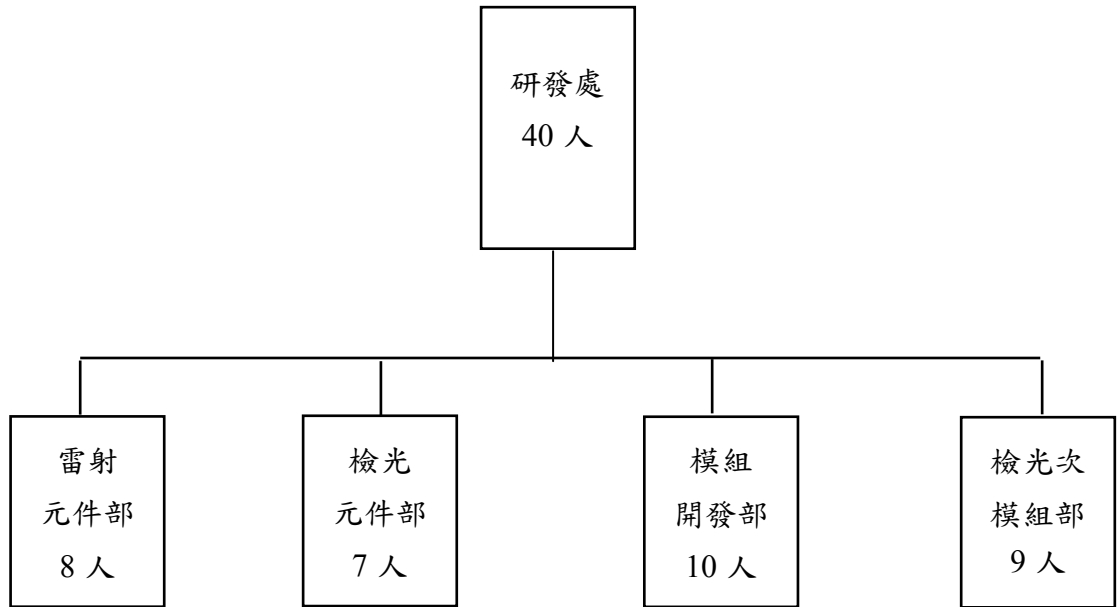 研發處
40 人
雷射
元件部
8 人
檢光
元件部
7 人
模組
開發部
10 人
檢光次
模組部
9 人